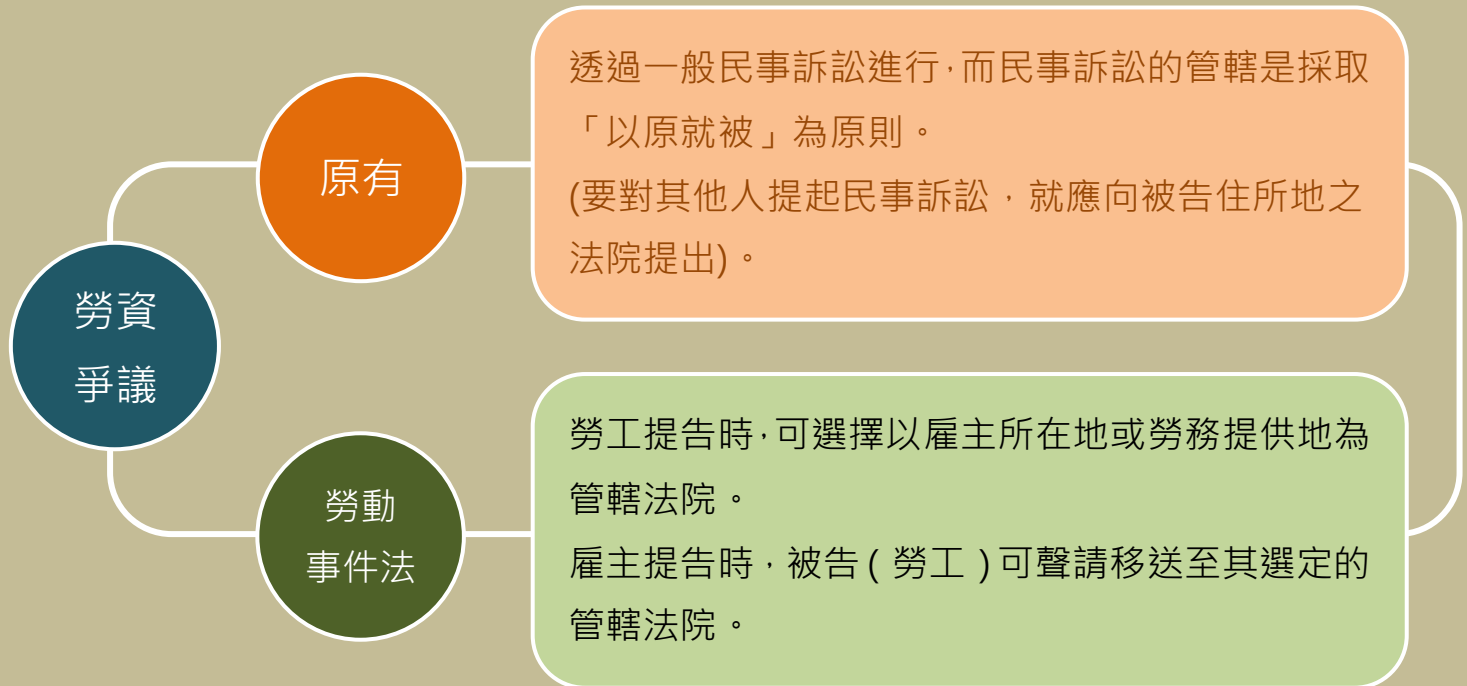 勞資
爭議
原有
透過一般民事訴訟進行,而民事訴訟的管轄是採取
「以原就被」為原則。
(要對其他人提起民事訴訟,就應向被告住所地之
法院提出)。
勞動
事件法
勞工提告時,可選擇以雇主所在地或勞務提供地為
管轄法院。
雇主提告時,被告(勞工)可聲請移送至其選定的
管轄法院。